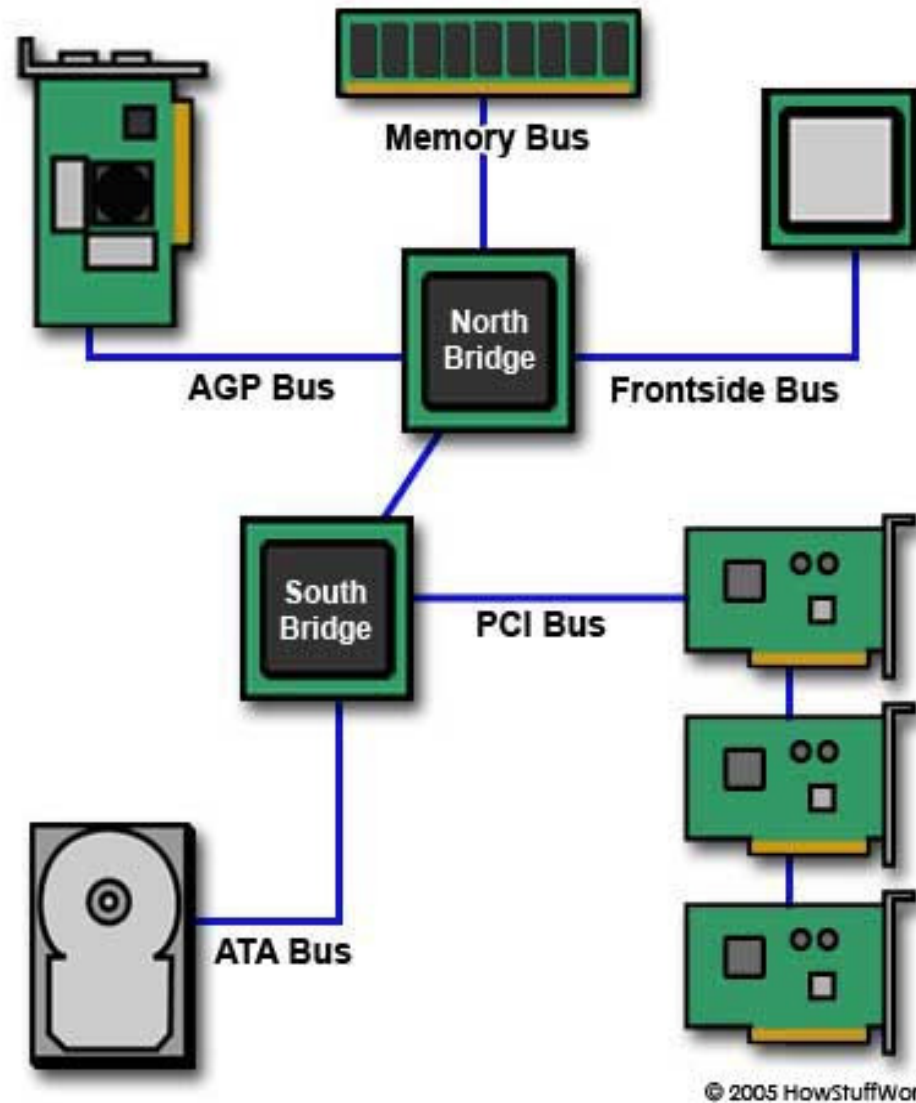 Memory Bus
North
Bridge
AGP Bus
Frontside Bus
South
Bridge
PCI Bus
ATA Bus
© 2005 HowStuffWor